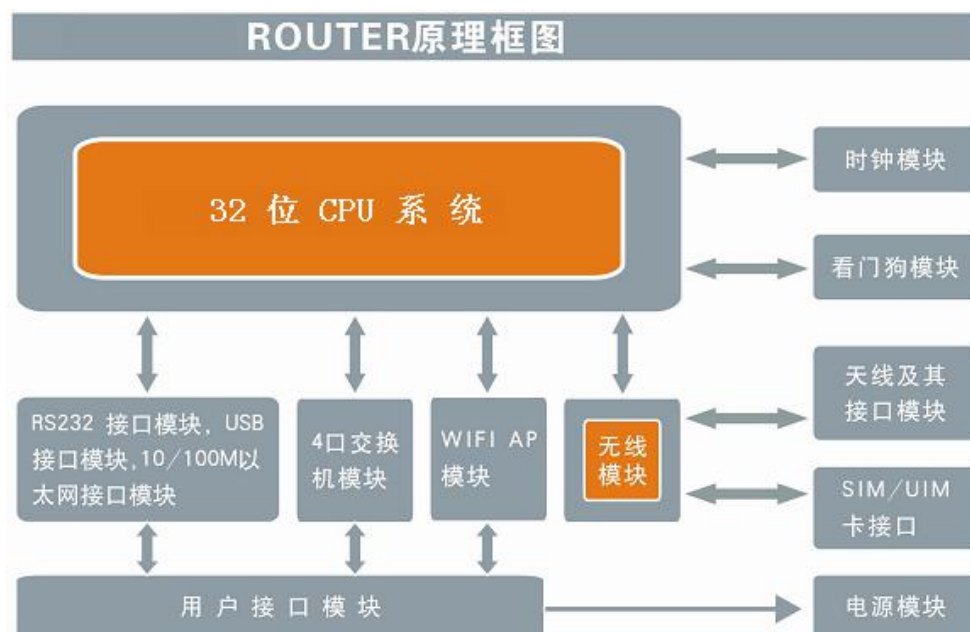 ROUTER原理框图
32 位 CPU 系 统
时钟模块
看门狗模块
天线及其
接口模块
RS232 接口模块，USB
接口模块,10/100M以
太网接口模块
4口交换
机模块
WIFI AP
模块
无线
模块
SIM/UIM
卡接口
用 户 接 口 模 块
电源模块